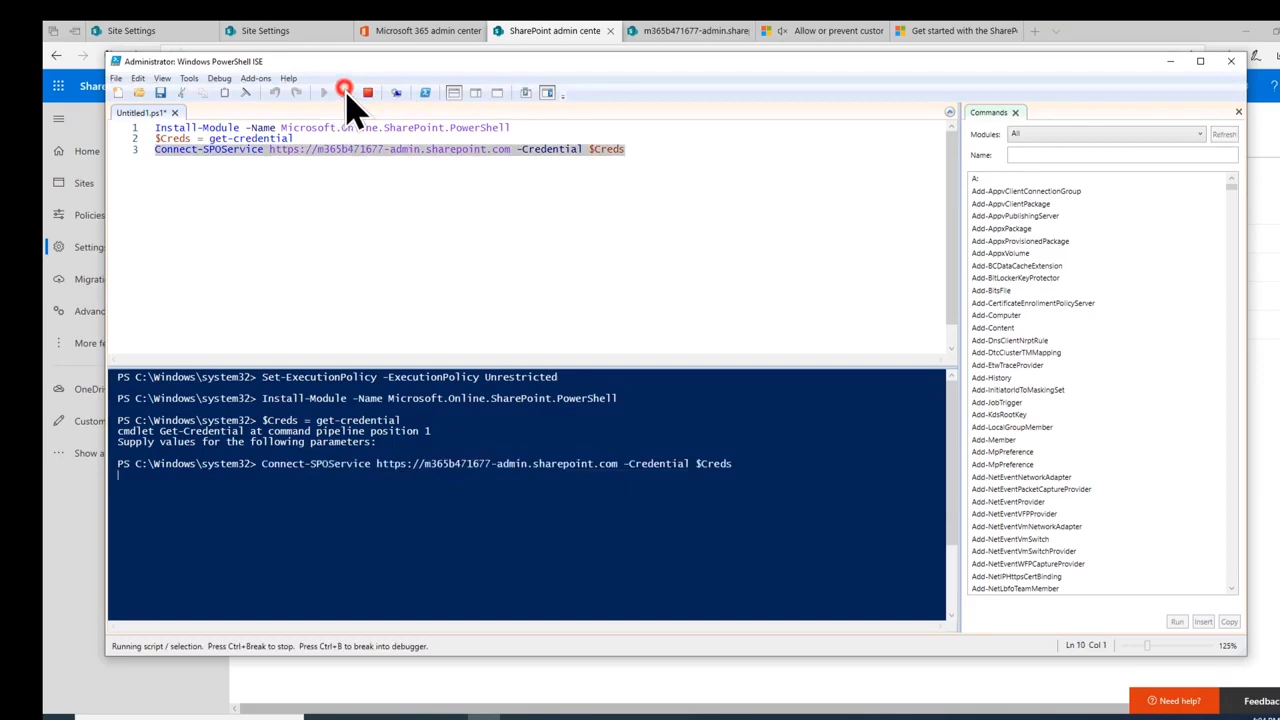 Site Settings
Site Settings
Microsoft 365 admin center
SharePoint admin cente
m365b471677-admin.share
Allow or prevent custor
Get started with the ShareP
Administrator: Windows PowerShell ISE
File Edit View Tools Debug Add-ons Help
Share
Home
Sites
Policies
Setting
Migrati
Advanc
More fe
OneDri
Custom
Show a
Untitled1.ps1*
1 Install-Module -Name Microsoft.Online.SharePoint.PowerShell
2 $Creds = get-credential
3 Connect-SPOService https://m365b471677-admin.sharepoint.com -Credential $Creds
PS C:\Windows\system32> Set-ExecutionPolicy -ExecutionPolicy Unrestricted
PS C:\Windows\system32> Install-Module -Name Microsoft.Online.SharePoint.PowerShell
PS C:\Windows\system32> $Creds = get-credential
cmdlet Get-Credential at command pipeline position 1
Supply values for the following parameters:
PS C:\Windows\system32> Connect-SPOService https://m365b471677-admin.sharepoint.com -Credential $Creds
Commands
Modules: All Refresh
Name:
A:
Add-AppvClientConnectionGroup
Add-AppvClientPackage
Add-AppvPublishingServer
Add-AppxPackage
Add-AppxProvisionedPackage
Add-AppxVolume
Add-BCDataCacheExtension
Add-BitLockerKeyProtector
Add-BitsFile
Add-CertificateEnrollmentPolicyServer
Add-Computer
Add-Content
Add-DnsClientNrptRule
Add-DtcClusterTMMapping
Add-EtwTraceProvider
Add-History
Add-InitiatorIdToMaskingSet
Add-JobTrigger
Add-KdsRootKey
Add-LocalGroupMember
Add-Member
Add-MpPreference
Add-MpPreference
Add-NetEventNetworkAdapter
Add-NetEventPacketCaptureProvider
Add-NetEventProvider
Add-NetEventVFPProvider
Add-NetEventVmNetworkAdapter
Add-NetEventVmSwitch
Add-NetEventVmSwitchProvider
Add-NetEventWFPCaptureProvider
Add-NetIPHttpsCertBinding
Add-NetLbfoTeamMember
Run Insert Copy
Running script / selection. Press Ctrl+Break to stop. Press Ctrl+B to break into debugger.
Ln 10 Col 1
125%
Need help?
Feedbac